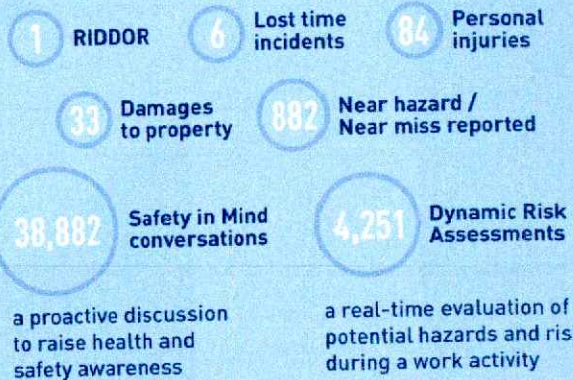 1 RIDDOR
6 Lost time
incidents
84 Personal
injuries
33 Damages
to property
882 Near hazard /
Near miss reported
38,882 Safety in Mind
conversations
a proactive discussion
to raise health and
safety awareness
4,251 Dynamic Risk
Assessments
a real-time evaluation of
potential hazards and ris
during a work activity